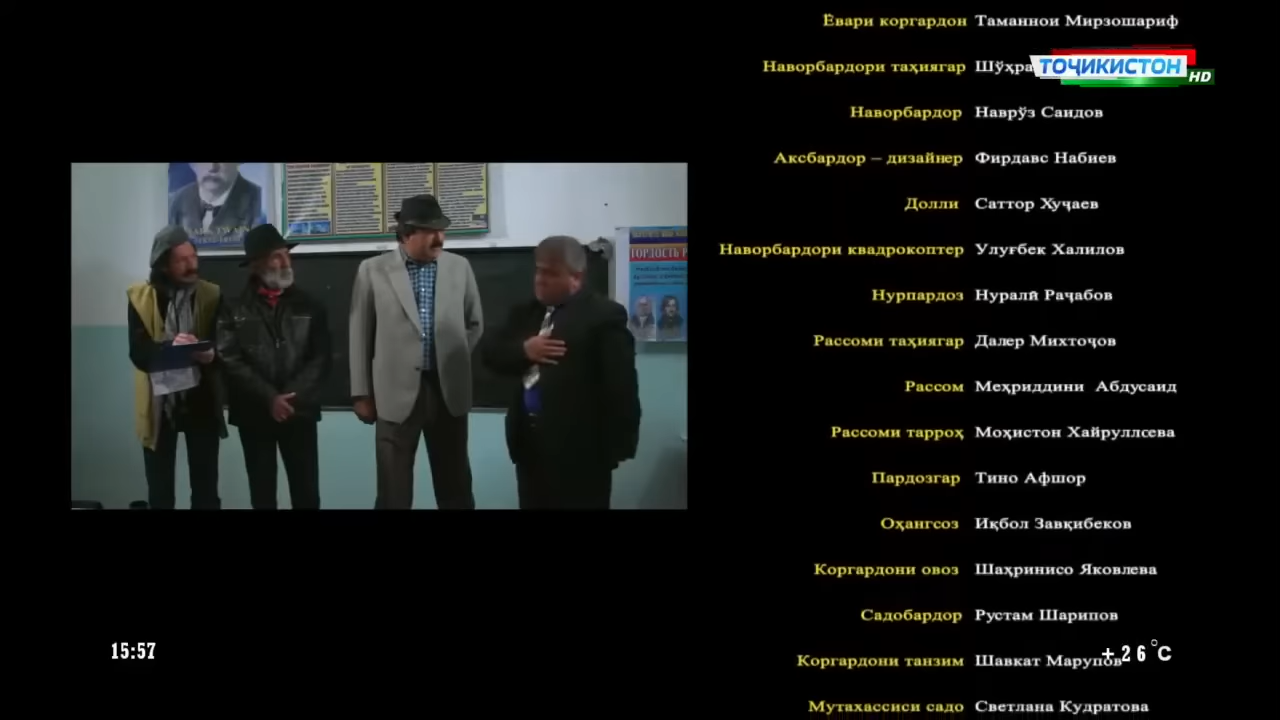 Ёвари коргардон Таманнои Мирзошариф
Наворбардори таҳиягар Шӯҳра
ТОҶИКИСТОН HD
Наворбардор Наврӯз Саидов
Аксбардор – дизайнер Фирдавс Набиев
Долли Саттор Хуҷаев
Наворбардори квадрокоптер Улуғбек Халилов
Нурпардоз Нуралӣ Раҷабов
Рассоми таҳиягар Далер Михтоҷов
Рассом Меҳриддини Абдусаид
Рассоми тарроҳ Моҳистон Хайруллсева
Пардозгар Тино Афшор
Оҳангсоз Иқбол Завқибеков
Коргардони овоз Шаҳринисо Яковлева
Садобардор Рустам Шарипов
Коргардони танзим Шавкат Марупов
Мутахассиси садо Светлана Кудратова
15:57
+26°C
ГОРДОСТЬ